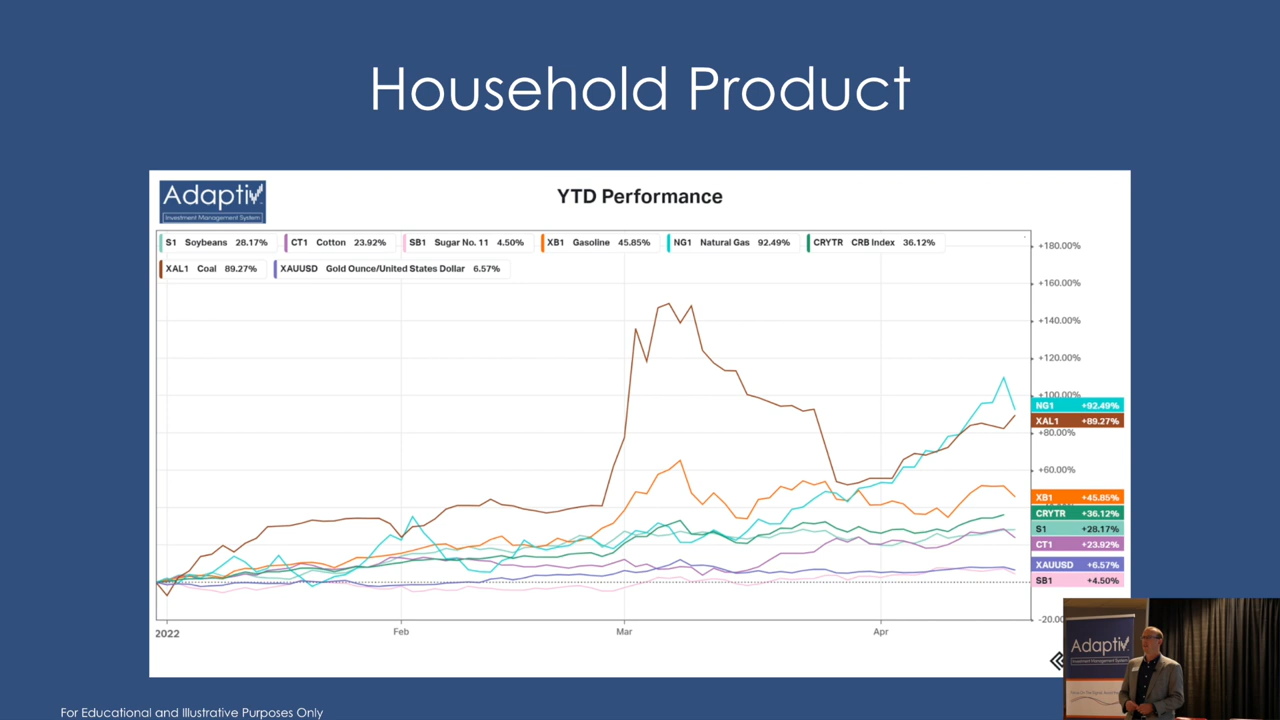 Household Product
Adaptiv
Investment Management System
YTD Performance
S1 Soybeans 28.17%
CT1 Cotton 23.92%
SB1 Sugar No. 11 4.50%
XB1 Gasoline 45.85%
NG1 Natural Gas 92.49%
CRYTR CRB Index 36.12%
XAL1 Coal 89.27%
XAUUSD Gold Ounce/United States Dollar 6.57%
+180.00%
+160.00%
+140.00%
+120.00%
+100.00%
NG1 +92.49%
XAL1 +89.27%
+80.00%
+60.00%
XB1 +45.85%
CRYTR +36.12%
S1 +28.17%
CT1 +23.92%
XAUUSD +6.57%
SB1 +4.50%
2022
Feb
Mar
Apr
Adaptiv
Investment Management System
For Educational and Illustrative Purposes Only